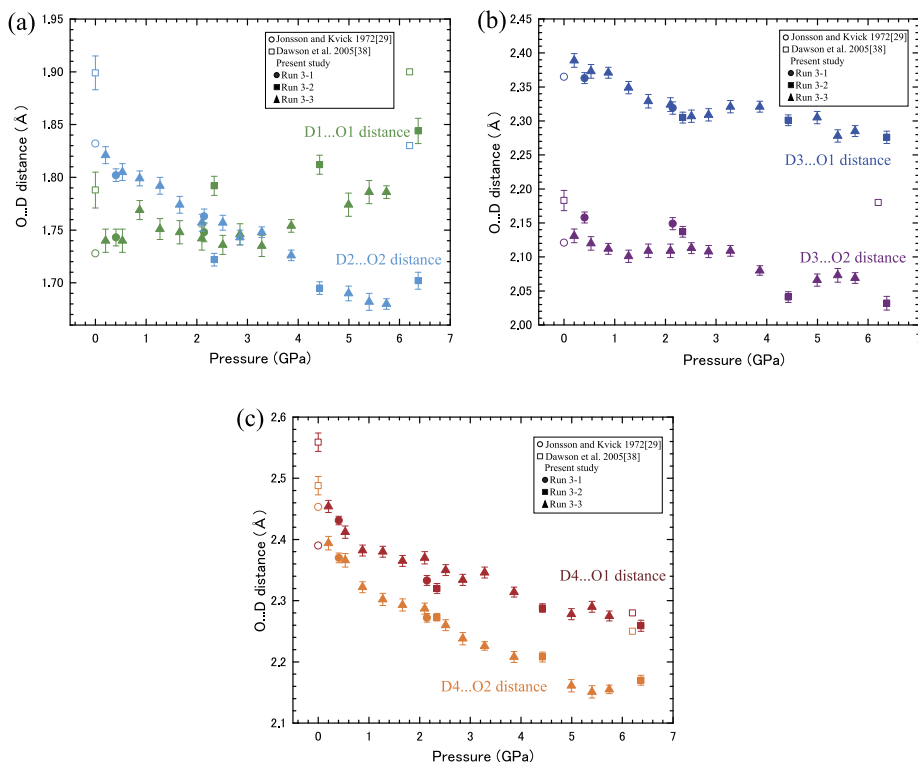 (a)
O...D distance (Å)
1.90
1.85
1.80
1.75
1.70
Jonsson and Kvick 1972[29]
Dawson et al. 2005[38]
Present study
Run 3-1
Run 3-2
Run 3-3
D1...O1 distance
D2...O2 distance
0 1 2 3 4 5 6 7
Pressure (GPa)
(b)
O...D distance (Å)
2,40
2,35
2,30
2,25
2,20
2,15
2,10
2,05
2,00
Jonsson and Kvick 1972[29]
Dawson et al. 2005[38]
Present study
Run 3-1
Run 3-2
Run 3-3
D3...O1 distance
D3...O2 distance
0 1 2 3 4 5 6 7
Pressure (GPa)
(c)
O...D distance (Å)
2.6
2.5
2.4
2.3
2.2
2.1
Jonsson and Kvick 1972[29]
Dawson et al. 2005[38]
Present study
Run 3-1
Run 3-2
Run 3-3
D4...O1 distance
D4...O2 distance
0 1 2 3 4 5 6 7
Pressure (GPa)